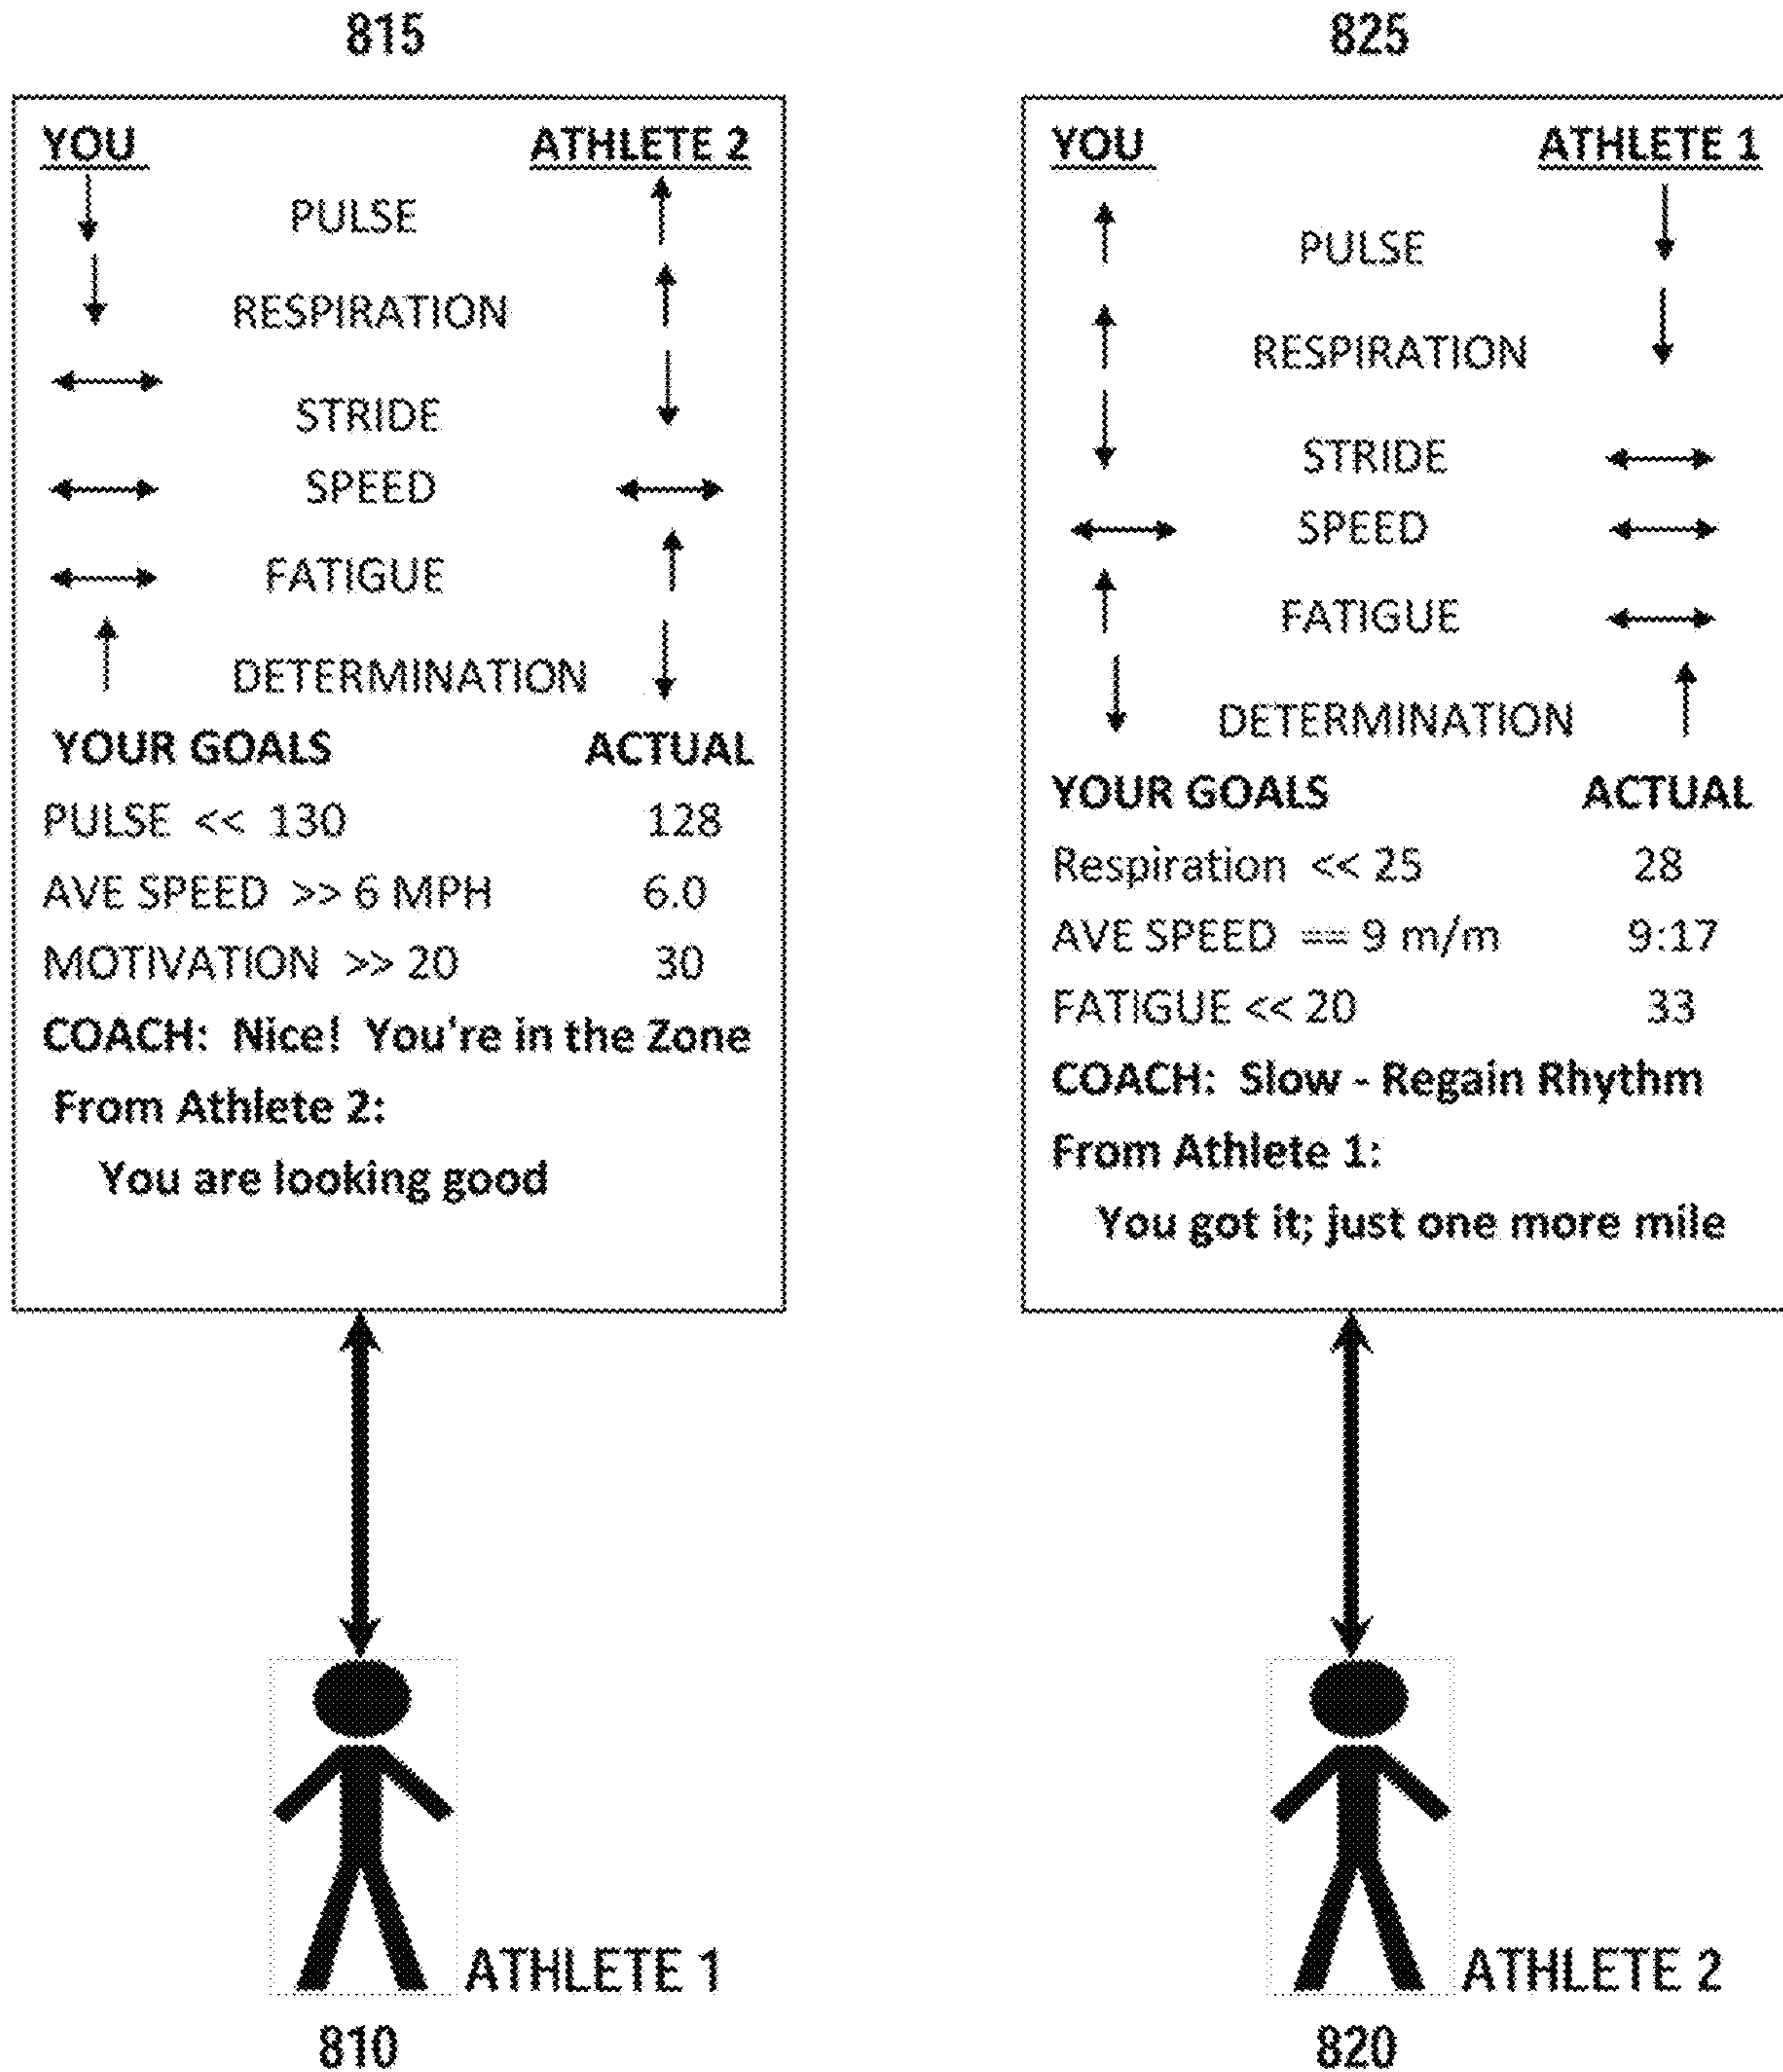 815
YOU ATHLETE 2
PULSE
RESPIRATION
STRIDE
SPEED
FATIGUE
DETERMINATION
YOUR GOALS ACTUAL
PULSE << 130 128
AVE SPEED >> 6 MPH 6.0
MOTIVATION >> 20 30
COACH: Nice! You're in the Zone
From Athlete 2:
You are looking good
ATHLETE 1
810
825
YOU ATHLETE 1
PULSE
RESPIRATION
STRIDE
SPEED
FATIGUE
DETERMINATION
YOUR GOALS ACTUAL
Respiration << 25 28
AVE SPEED == 9 m/m 9:17
FATIGUE << 20 33
COACH: Slow - Regain Rhythm
From Athlete 1:
You got it; just one more mile
ATHLETE 2
820